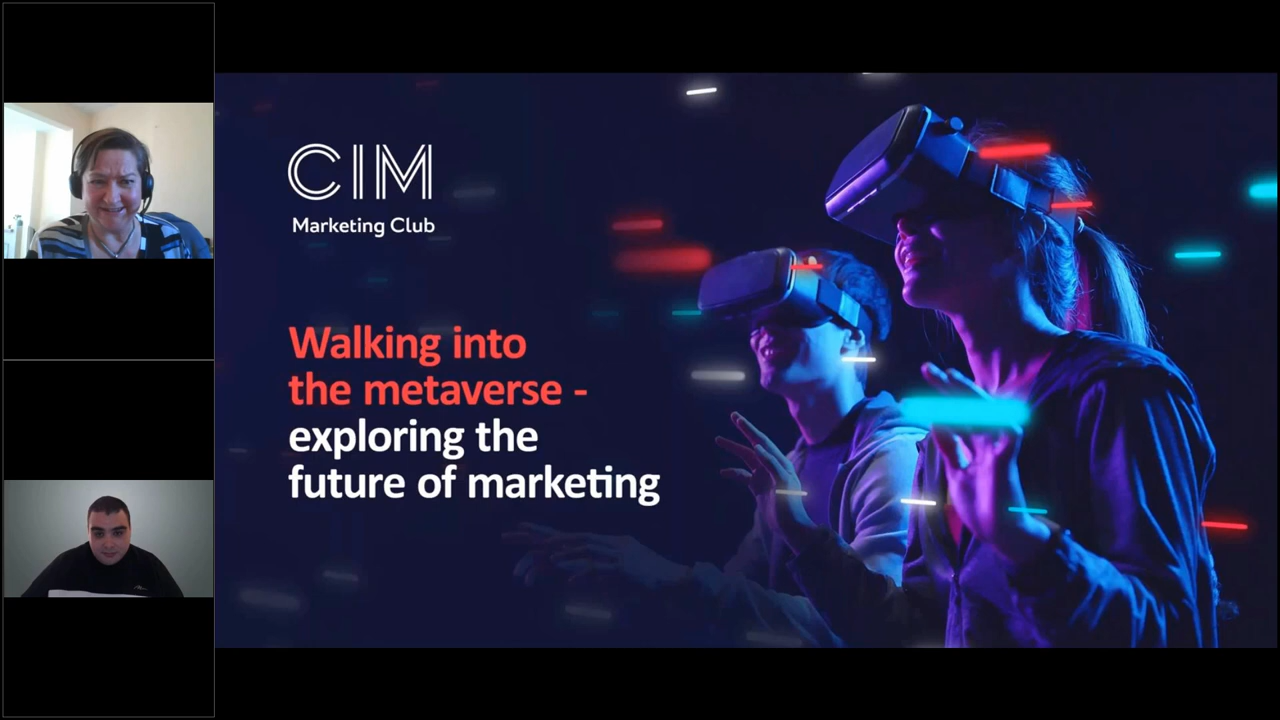 CIM
Marketing Club
Walking into
the metaverse -
exploring the
future of marketing